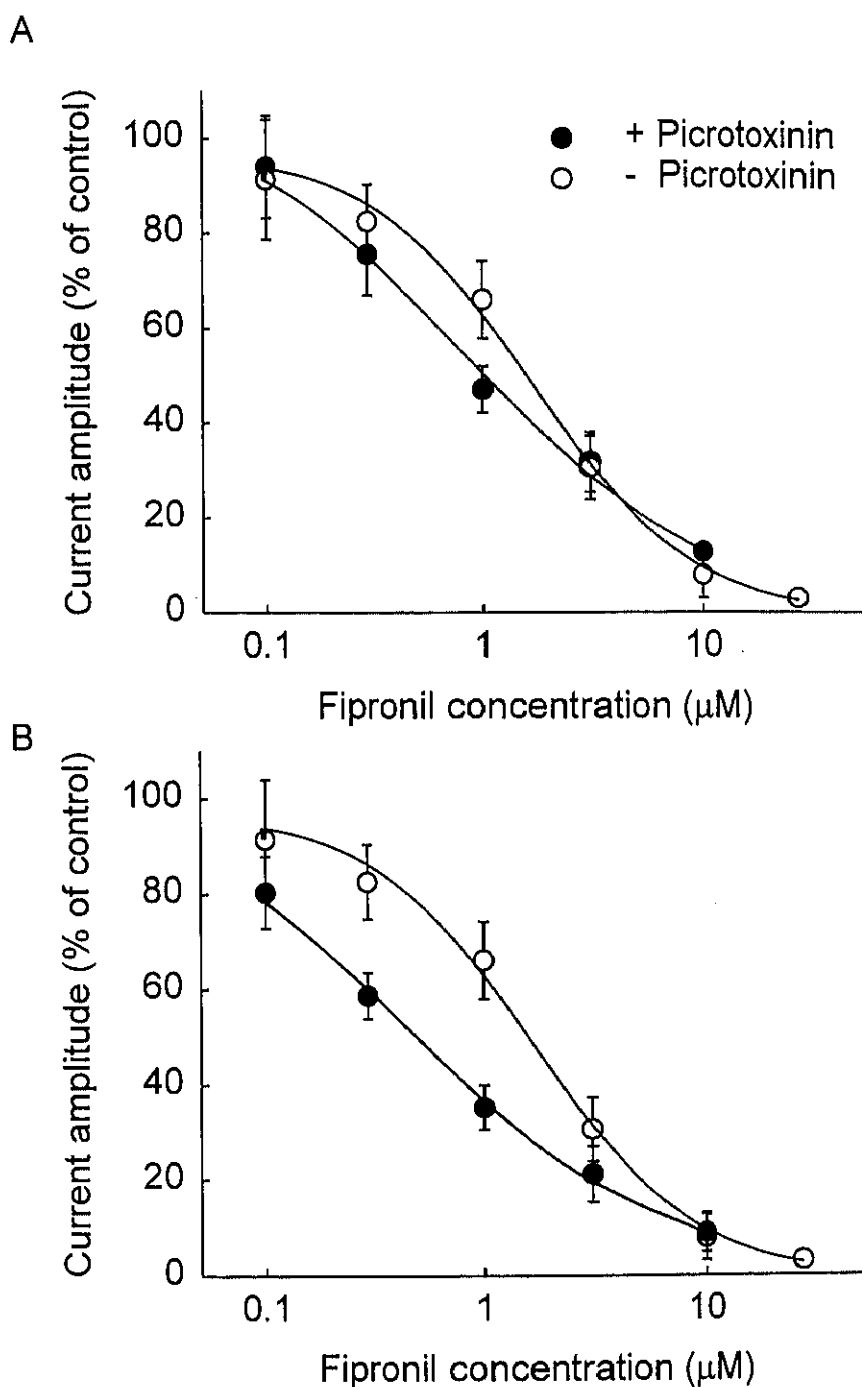 A
100
80
60
40
20
0
Current amplitude (% of control)
+ Picrotoxinin
- Picrotoxinin
0.1 1 10
Fipronil concentration (μM)
B
100
80
60
40
20
0
Current amplitude (% of control)
0.1 1 10
Fipronil concentration (μM)